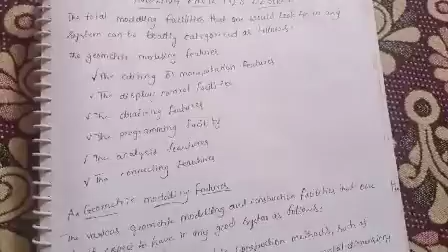 The total modelling facilities that one would look for in any
system can be broadly categorized as follows:
The geometric modeling features
✓ The editing or manipulation features
• The display control facilities
✓ The drafting features
✓ The programming facility
✓ The analysis features
✓ The connecting features
A> Geometric modelling features
The various geometric modelling and construction facilities that one
expect to have in any good system as follows:
construction methods, such as